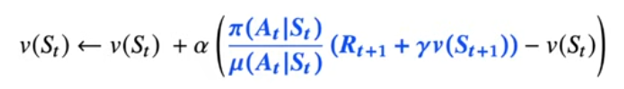 v(S_t) ← v(S_t) + α ( π(A_t|S_t) / μ(A_t|S_t) (R_{t+1} + γv(S_{t+1})) − v(S_t) )